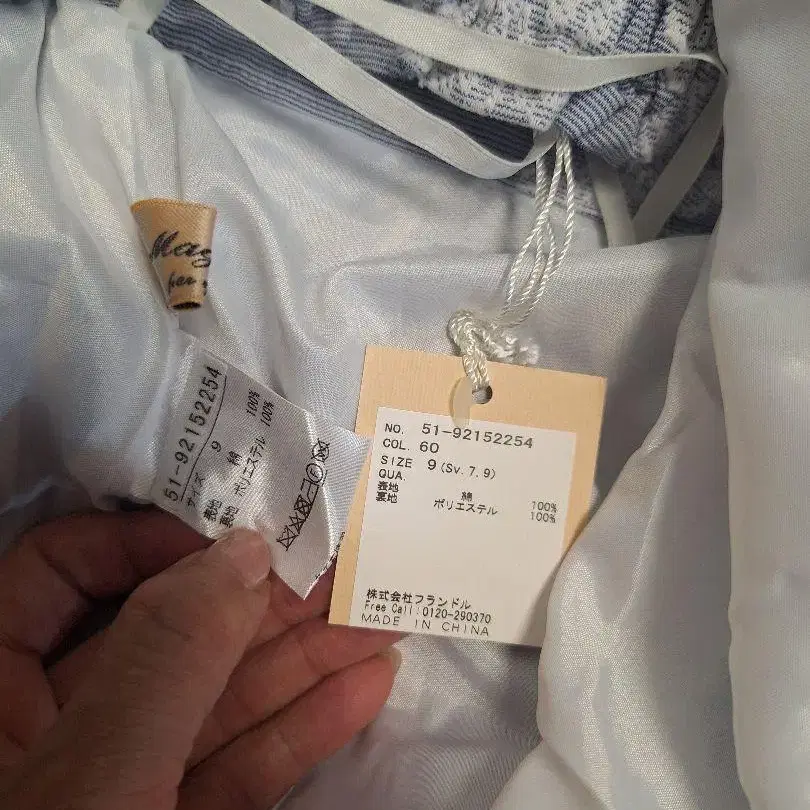 51-92152254
サイズ 9
表地 綿 100%
裏地 ポリエステル 100%
NO. 51-92152254
COL. 60
SIZE 9(Sv.7.9)
QUA.
表地 綿 100%
裏地 ポリエステル 100%
株式会社フランドル
Free Call:0120-290370
MADE IN CHINA